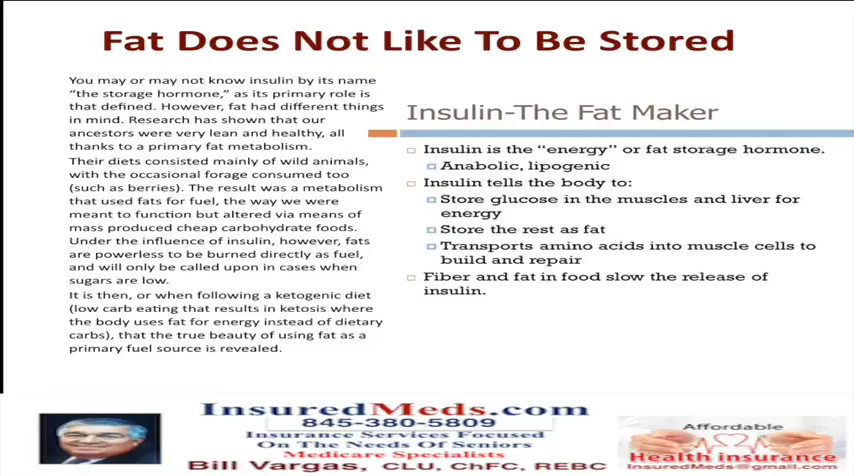 Fat Does Not Like To Be Stored
You may or may not know insulin by its name
“the storage hormone,” as its primary role is
that defined. However, fat had different things
in mind. Research has shown that our
ancestors were very lean and healthy, all
thanks to a primary fat metabolism.
Their diets consisted mainly of wild animals,
with the occasional forage consumed too
(such as berries). The result was a metabolism
that used fats for fuel, the way we were
meant to function but altered via means of
mass produced cheap carbohydrate foods.
Under the influence of insulin, however, fats
are powerless to be burned directly as fuel,
and will only be called upon in cases when
sugars are low.
It is then, or when following a ketogenic diet
(low carb eating that results in ketosis where
the body uses fat for energy instead of dietary
carbs), that the true beauty of using fat as a
primary fuel source is revealed.
Insulin-The Fat Maker
Insulin is the “energy” or fat storage hormone.
Anabolic, lipogenic
Insulin tells the body to:
Store glucose in the muscles and liver for
energy
Store the rest as fat
Transports amino acids into muscle cells to
build and repair
Fiber and fat in food slow the release of
insulin.
InsuredMeds.com
845-380-5809
Insurance Services Focused
On The Needs Of Seniors
Medicare Specialists
Bill Vargas, CLU, ChFC, REBC
Affordable
Health insurance
InsuredMeds@gmail.com